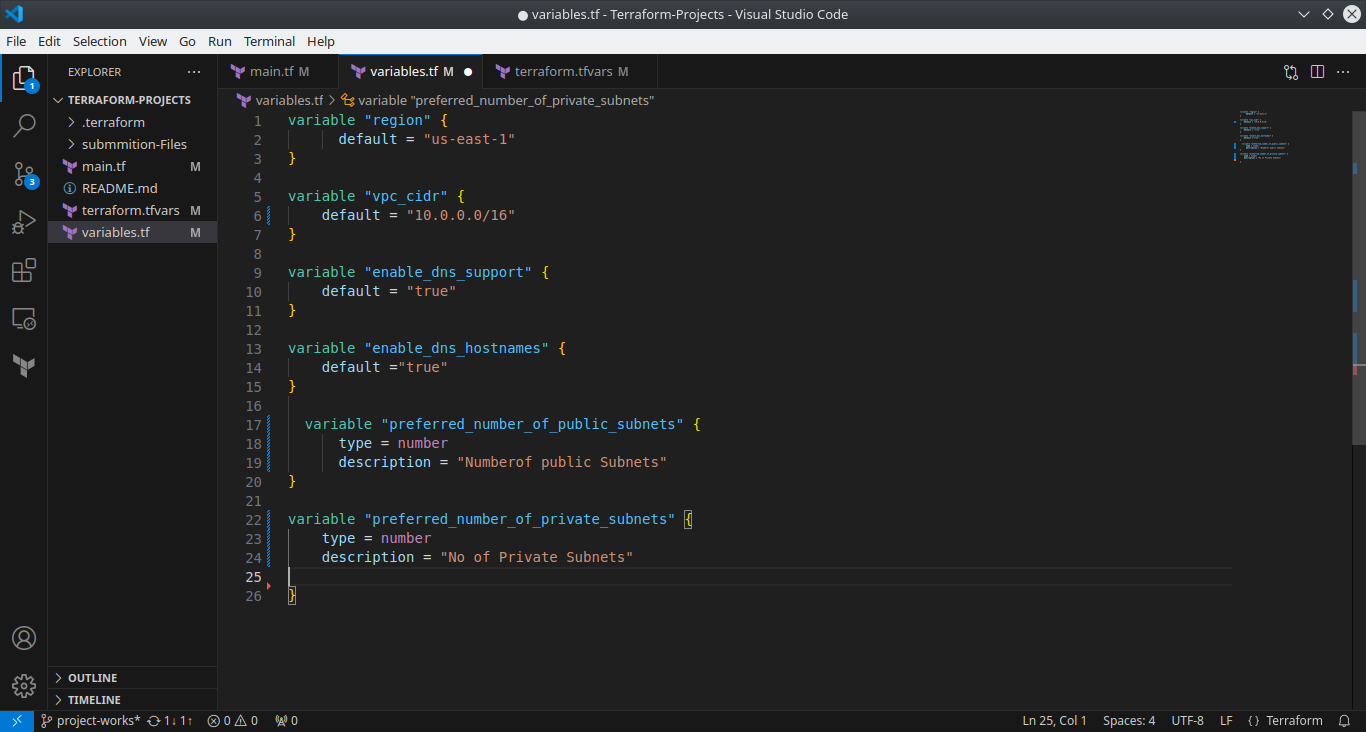 variables.tf - Terraform-Projects - Visual Studio Code
File Edit Selection View Go Run Terminal Help
EXPLORER
main.tf M
variables.tf M
terraform.tfvars M
TERRAFORM-PROJECTS
.terraform
submmition-Files
main.tf M
README.md
terraform.tfvars M
variables.tf M
OUTLINE
TIMELINE
1
3
variables.tf > variable "preferred_number_of_private_subnets"
1 variable "region" {
2 default = "us-east-1"
3 }
4
5 variable "vpc_cidr" {
6 default = "10.0.0.0/16"
7 }
8
9 variable "enable_dns_support" {
10 default = "true"
11 }
12
13 variable "enable_dns_hostnames" {
14 default ="true"
15 }
16
17 variable "preferred_number_of_public_subnets" {
18 type = number
19 description = "Numberof public Subnets"
20 }
21
22 variable "preferred_number_of_private_subnets" {
23 type = number
24 description = "No of Private Subnets"
25
26 }
project-works* 1↓ 1↑ 0 0 0
Ln 25, Col 1 Spaces: 4 UTF-8 LF {} Terraform